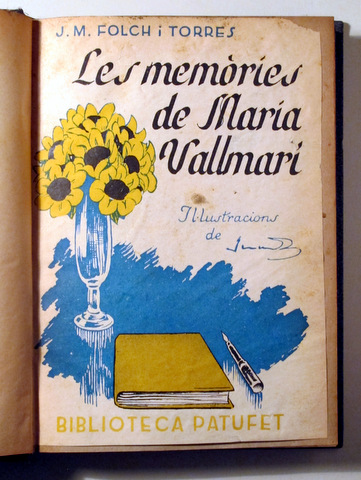 J. M. FOLCH i TORRES
Les memòries
de Maria
Vallmari
Il·lustracions
de
BIBLIOTECA PATUFET